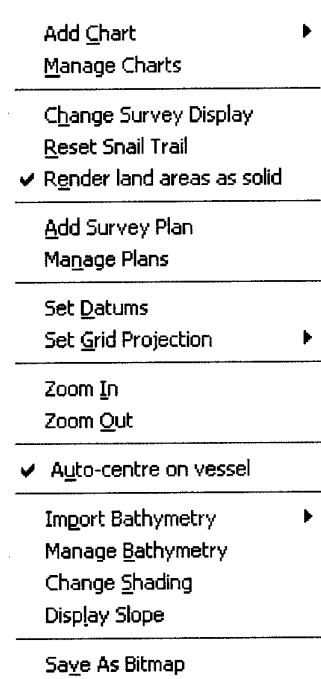 Add Chart
Manage Charts
Change Survey Display
Reset Snail Trail
Render land areas as solid
Add Survey Plan
Manage Plans
Set Datums
Set Grid Projection
Zoom In
Zoom Out
Auto-centre on vessel
Import Bathymetry
Manage Bathymetry
Change Shading
Display Slope
Save As Bitmap